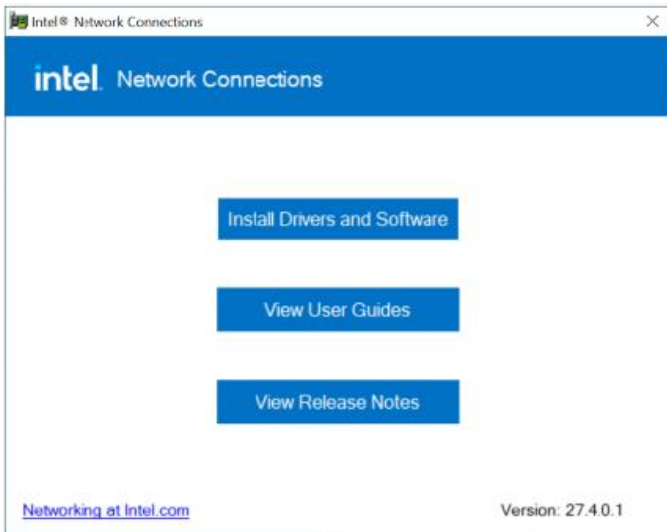 Intel® Network Connections
intel. Network Connections
Install Drivers and Software
View User Guides
View Release Notes
Networking at Intel.com Version: 27.4.0.1